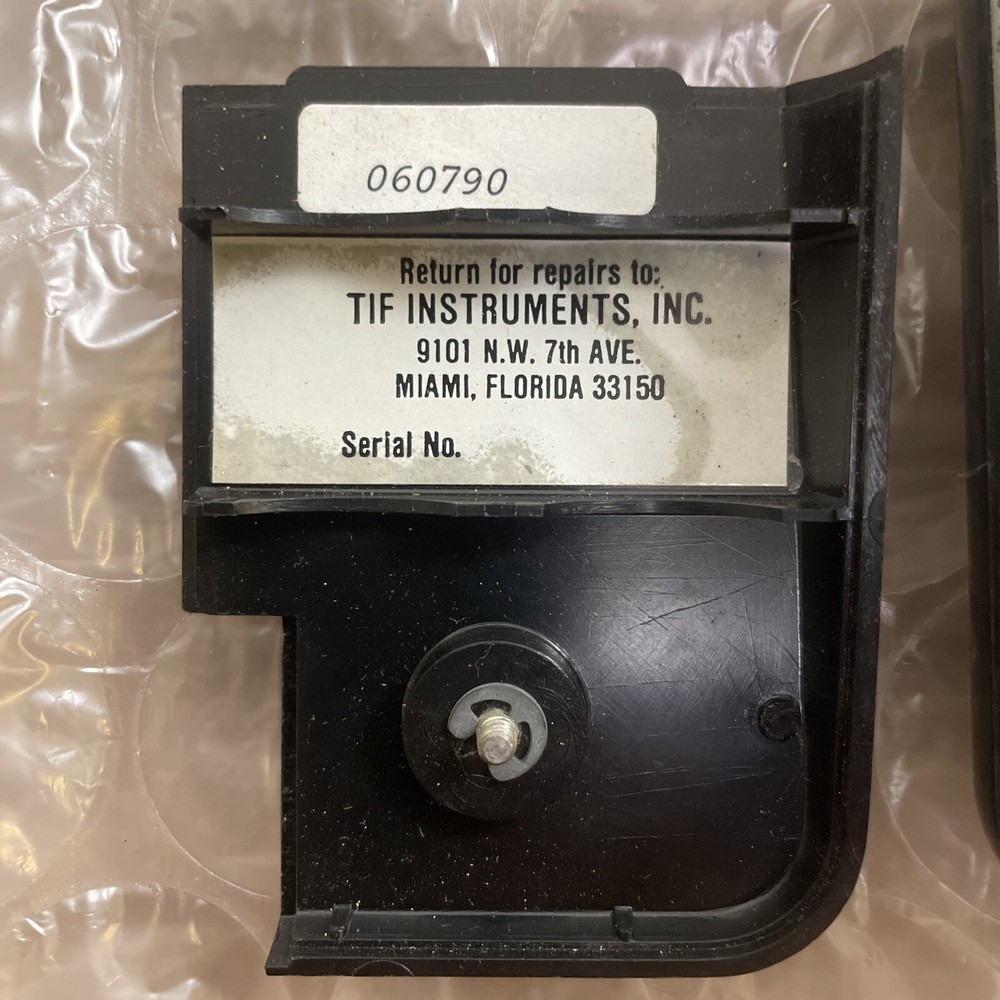 060790
Return for repairs to:
TIF INSTRUMENTS, INC.
9101 N.W. 7th AVE.
MIAMI, FLORIDA 33150
Serial No.